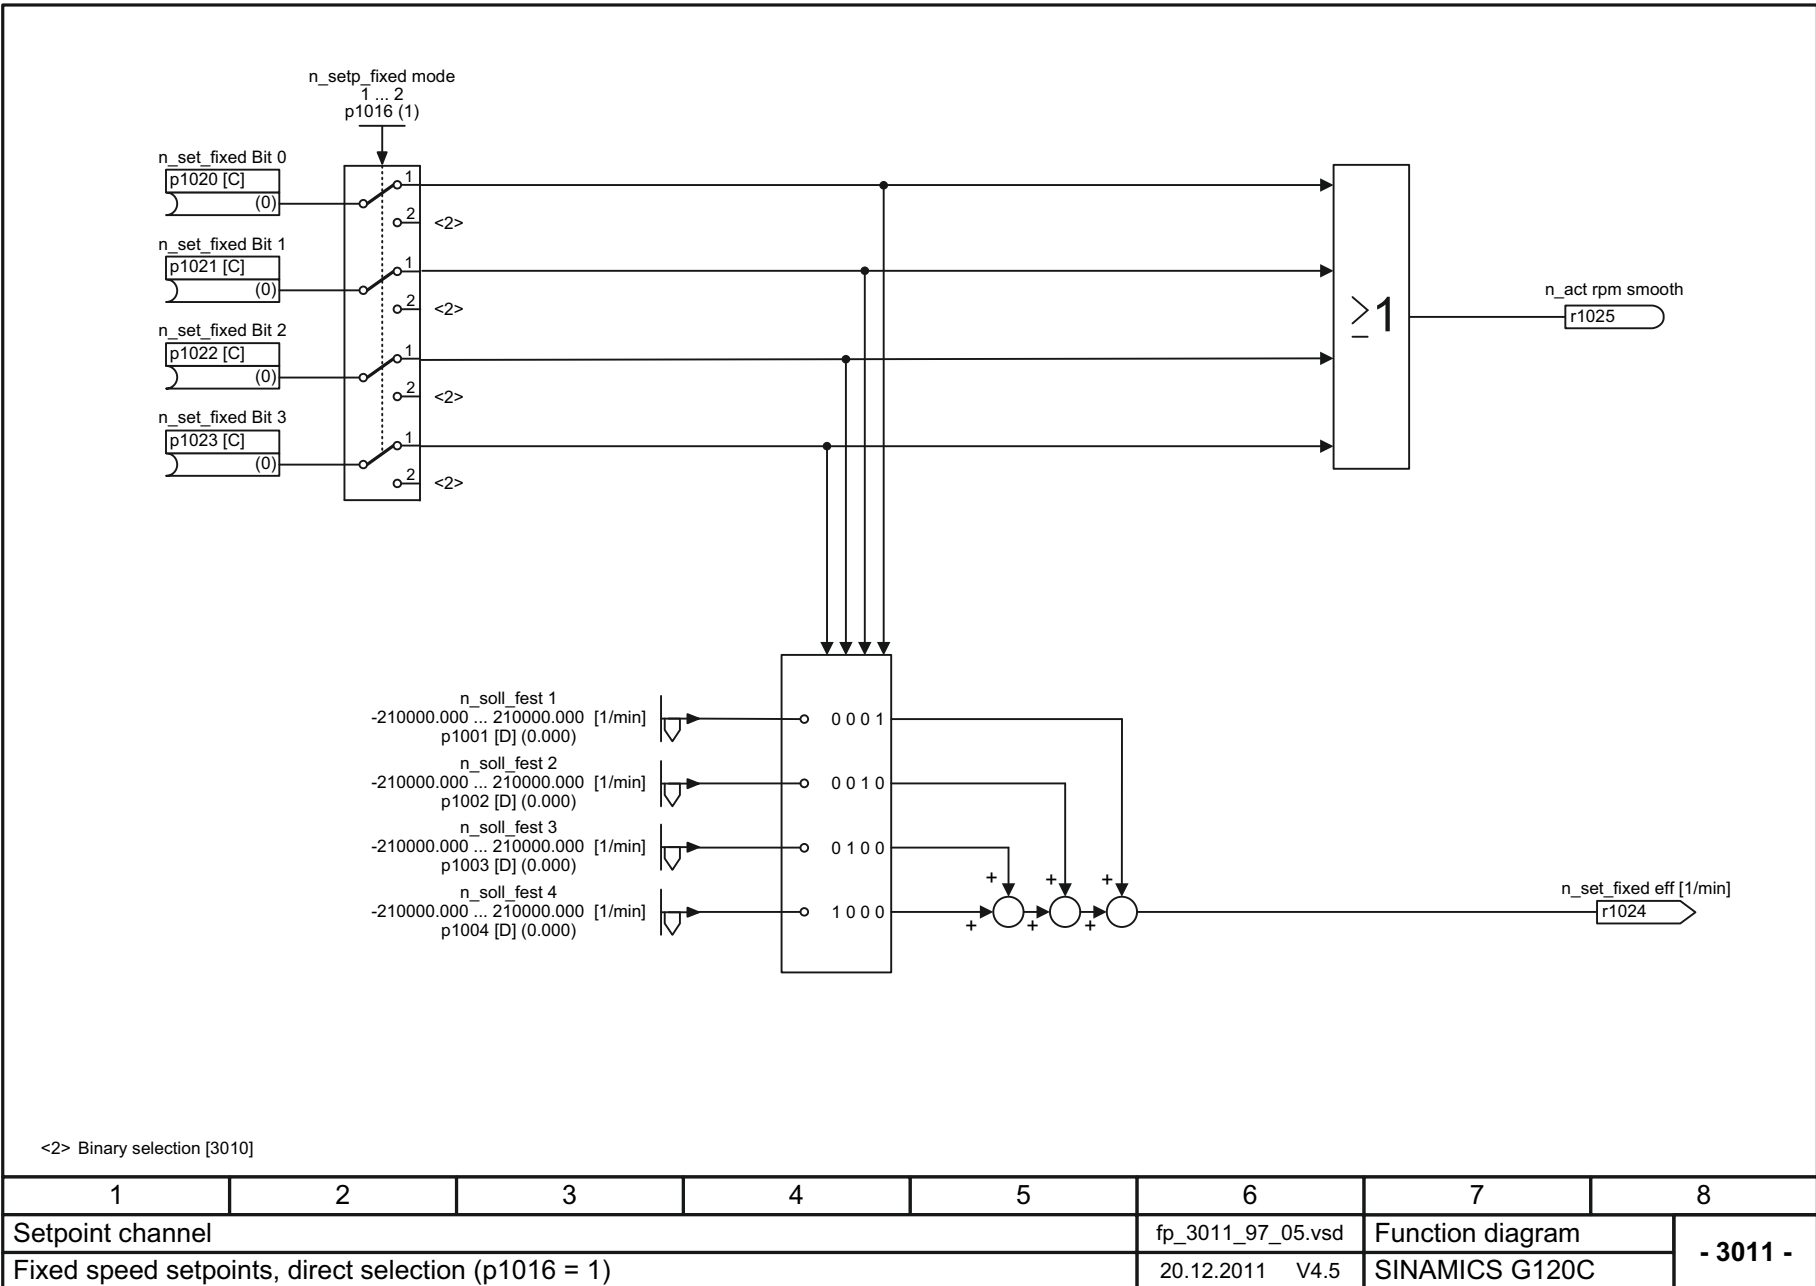 n_setp_fixed mode
1 ... 2
p1016 (1)
n_set_fixed Bit 0
p1020 [C]
(0)
1
2
<2>
n_set_fixed Bit 1
p1021 [C]
(0)
1
2
<2>
n_set_fixed Bit 2
p1022 [C]
(0)
1
2
<2>
n_set_fixed Bit 3
p1023 [C]
(0)
1
2
<2>
≥1
n_act rpm smooth
r1025
n_soll_fest 1
-210000.000 ... 210000.000 [1/min]
p1001 [D] (0.000)
0 0 0 1
n_soll_fest 2
-210000.000 ... 210000.000 [1/min]
p1002 [D] (0.000)
0 0 1 0
n_soll_fest 3
-210000.000 ... 210000.000 [1/min]
p1003 [D] (0.000)
0 1 0 0
n_soll_fest 4
-210000.000 ... 210000.000 [1/min]
p1004 [D] (0.000)
1 0 0 0
+ + +
+ + +
n_set_fixed eff [1/min]
r1024
<2> Binary selection [3010]
1 2 3 4 5 6 7 8
Setpoint channel
fp_3011_97_05.vsd
Function diagram
- 3011 -
Fixed speed setpoints, direct selection (p1016 = 1)
20.12.2011 V4.5
SINAMICS G120C